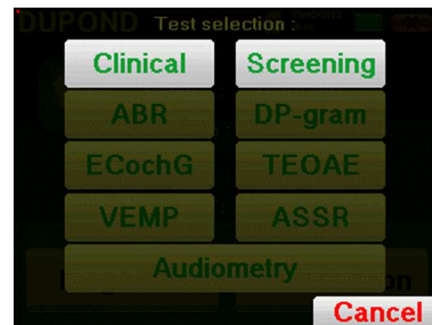 DUPOND Test selection :
Clinical Screening
ABR DP-gram
ECochG TEOAE
VEMP ASSR
Audiometry
Cancel